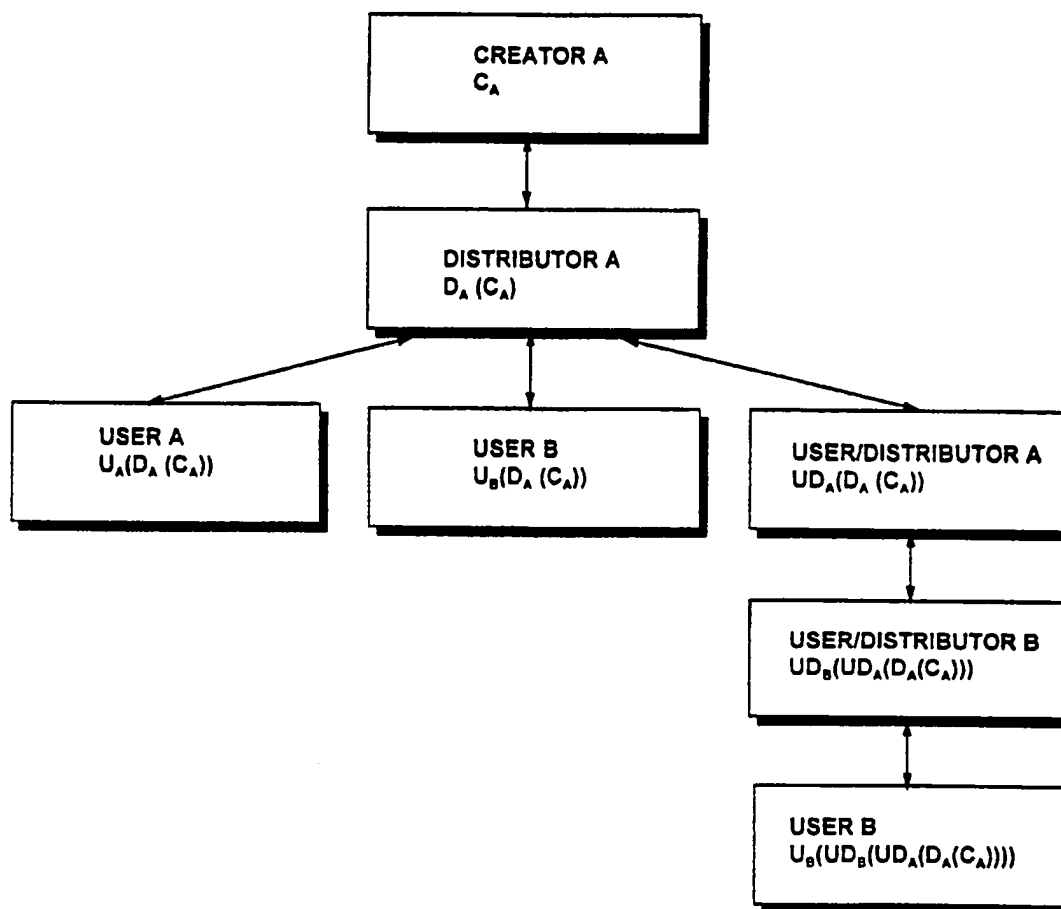 CREATOR A
C_A
DISTRIBUTOR A
D_A (C_A)
USER A
U_A(D_A (C_A))
USER B
U_B(D_A (C_A))
USER/DISTRIBUTOR A
UD_A(D_A (C_A))
USER/DISTRIBUTOR B
UD_B(UD_A(D_A(C_A)))
USER B
U_B(UD_B(UD_A(D_A(C_A))))